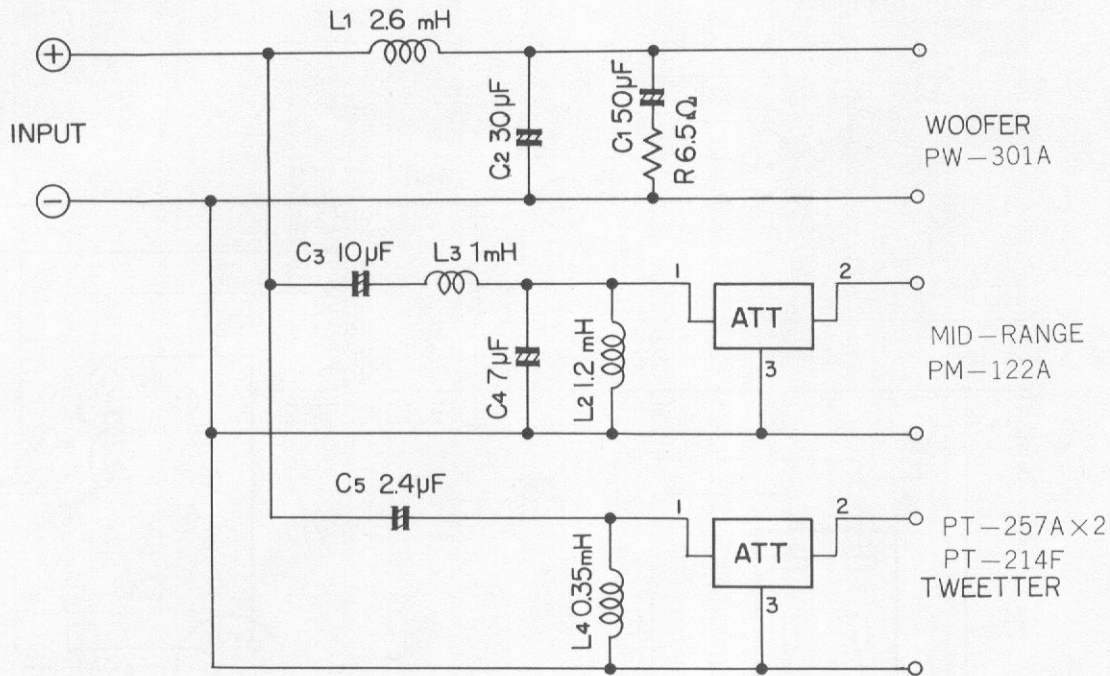 L1 2.6 mH
+
INPUT
−
C2 30µF
C1 50µF
R 6.5Ω
WOOFER
PW-301A
C3 10µF
L3 1mH
C4 7µF
L2 1.2 mH
1
ATT
2
3
MID-RANGE
PM-122A
C5 2.4µF
L4 0.35mH
1
ATT
2
3
PT-257A×2
PT-214F
TWEETTER